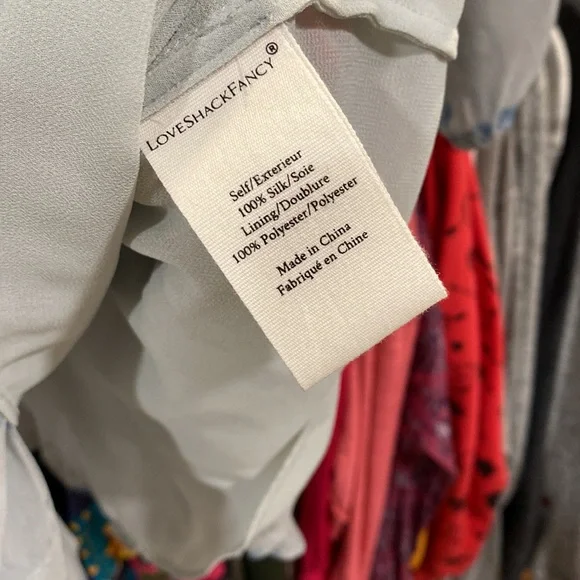 LOVESHACKFANCY®
Self/Exterieur
100% Silk/Soie
Lining/Doublure
100% Polyester/Polyester
Made in China
Fabriqué en Chine